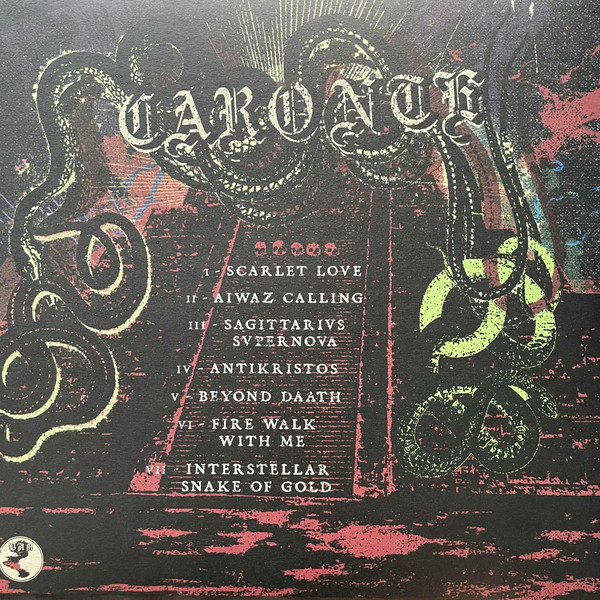 CARONTE
I - SCARLET LOVE
II - AIWAZ CALLING
III - SAGITTARIVS
SVPERNOVA
IV - ANTIKRISTOS
V - BEYOND DAATH
VI - FIRE WALK
WITH ME
VII - INTERSTELLAR
SNAKE OF GOLD